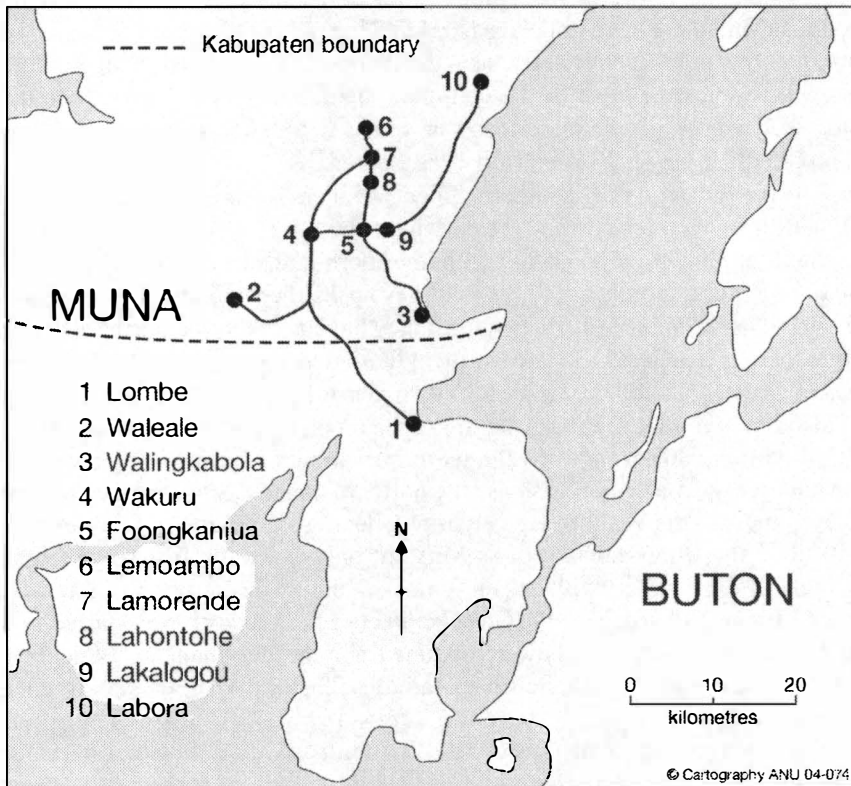 Kabupaten boundary
10
6
7
8
4
5
9
2
MUNA
3
1
1 Lombe
2 Waleale
3 Walingkabola
4 Wakuru
5 Foongkaniua
6 Lemoambo
7 Lamorende
8 Lahontohe
9 Lakalogou
10 Labora
N
BUTON
0 10 20
kilometres
© Cartography ANU 04-074